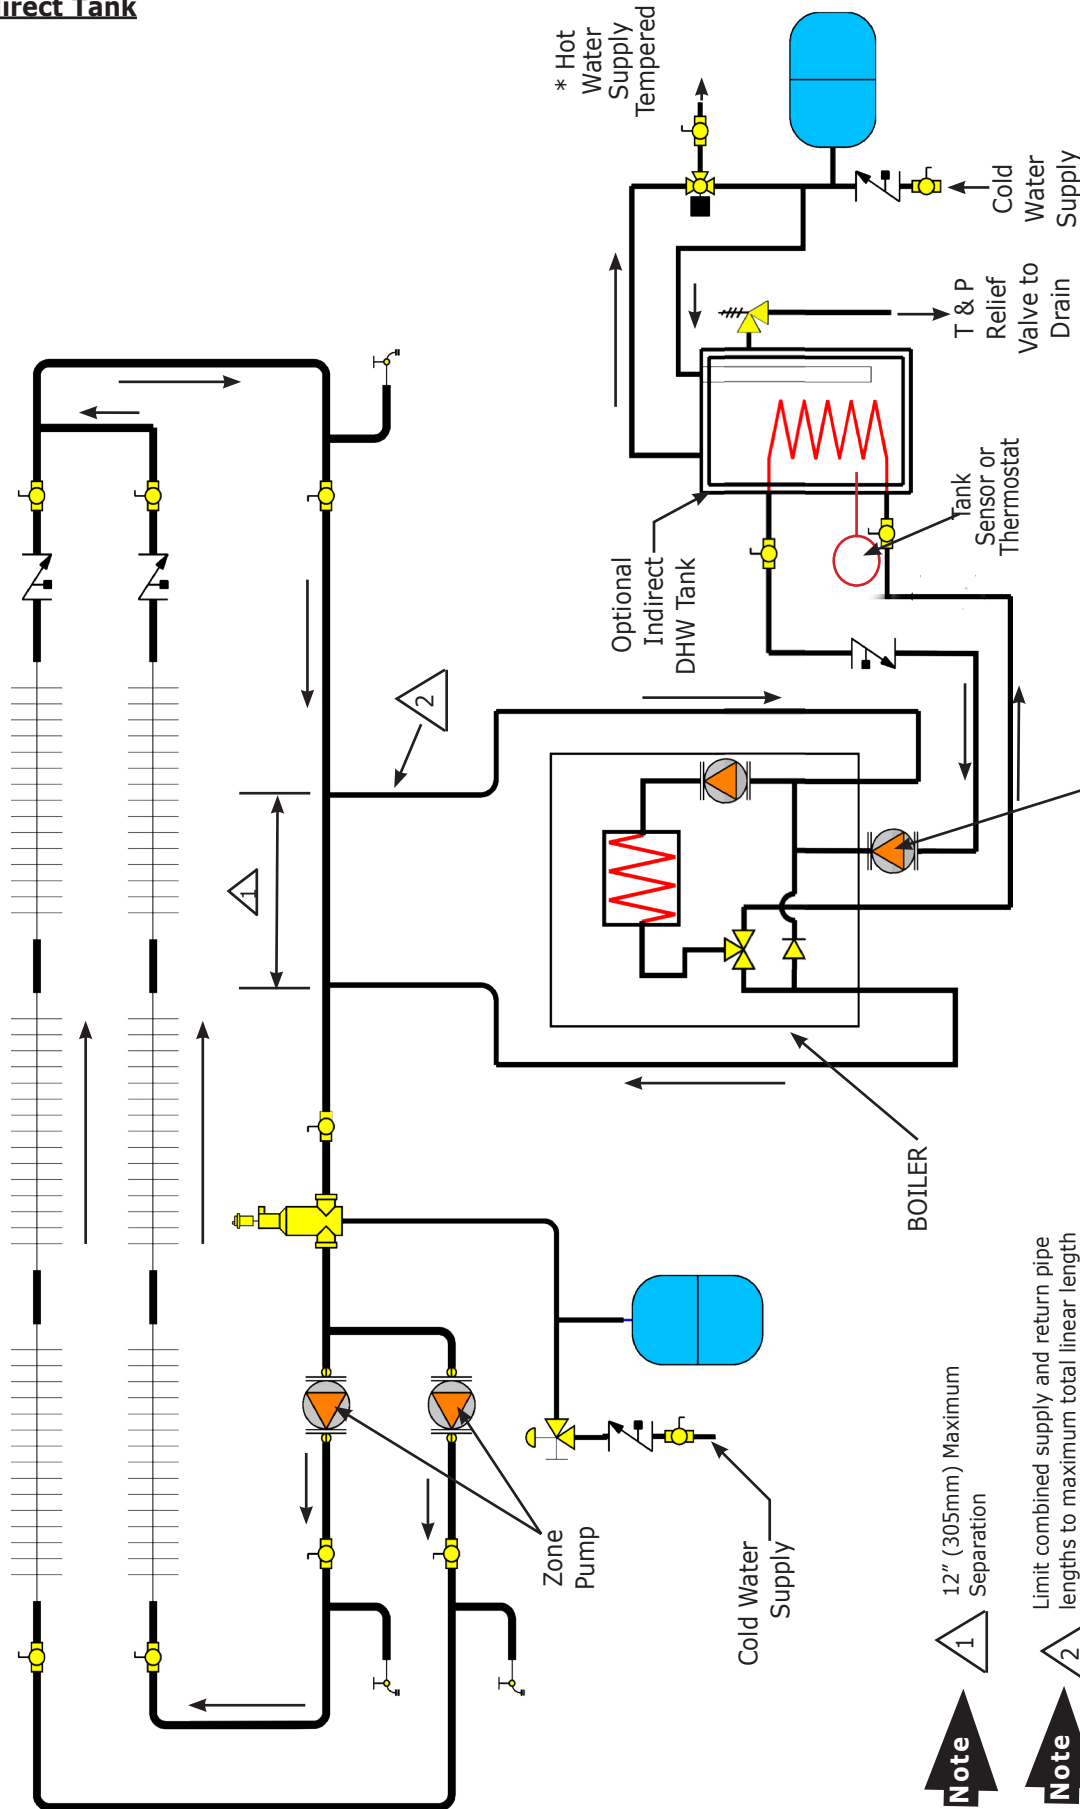 direct Tank
* Hot
Water
Supply
Tempered
Cold
Water
Supply
T & P
Relief
Valve to
Drain
Tank
Sensor or
Thermostat
Optional
Indirect
DHW Tank
2
1
BOILER
Zone
Pump
Cold Water
Supply
Note
1
12" (305mm) Maximum
Separation
Note
2
Limit combined supply and return pipe
lengths to maximum total linear length